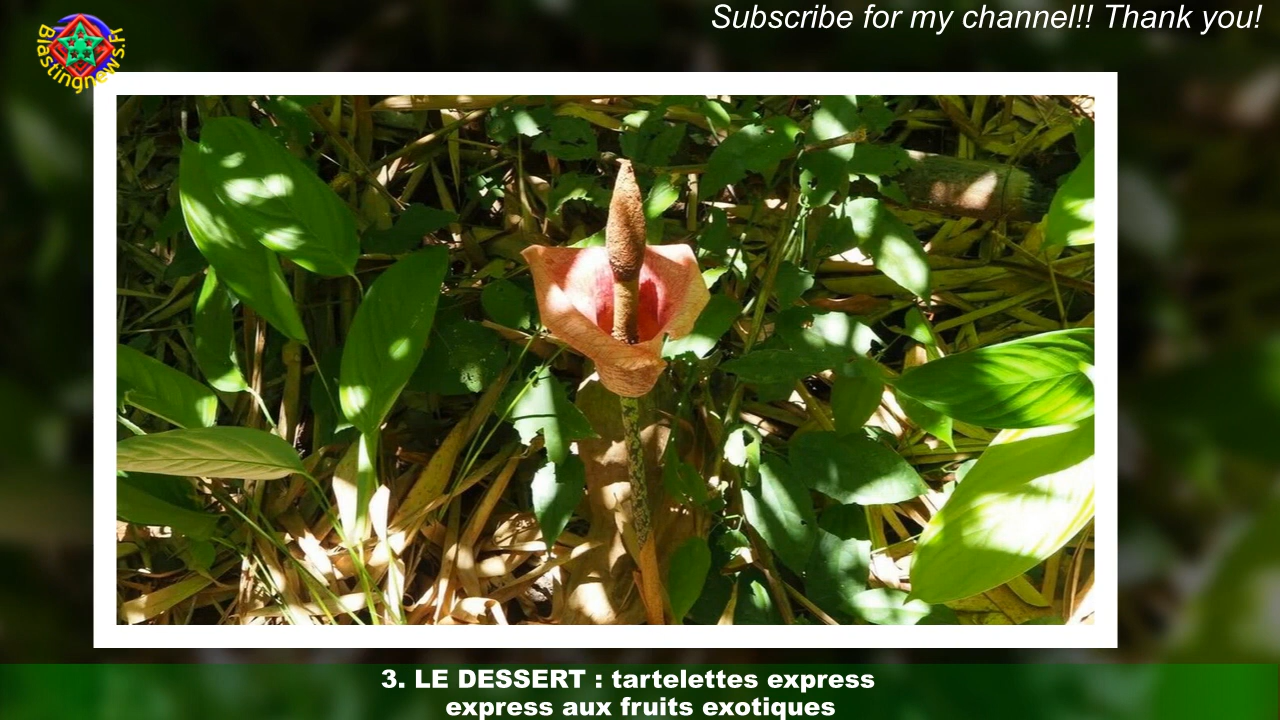 Subscribe for my channel!! Thank you!
Blastingnews.Fr
3. LE DESSERT : tartelettes express
express aux fruits exotiques